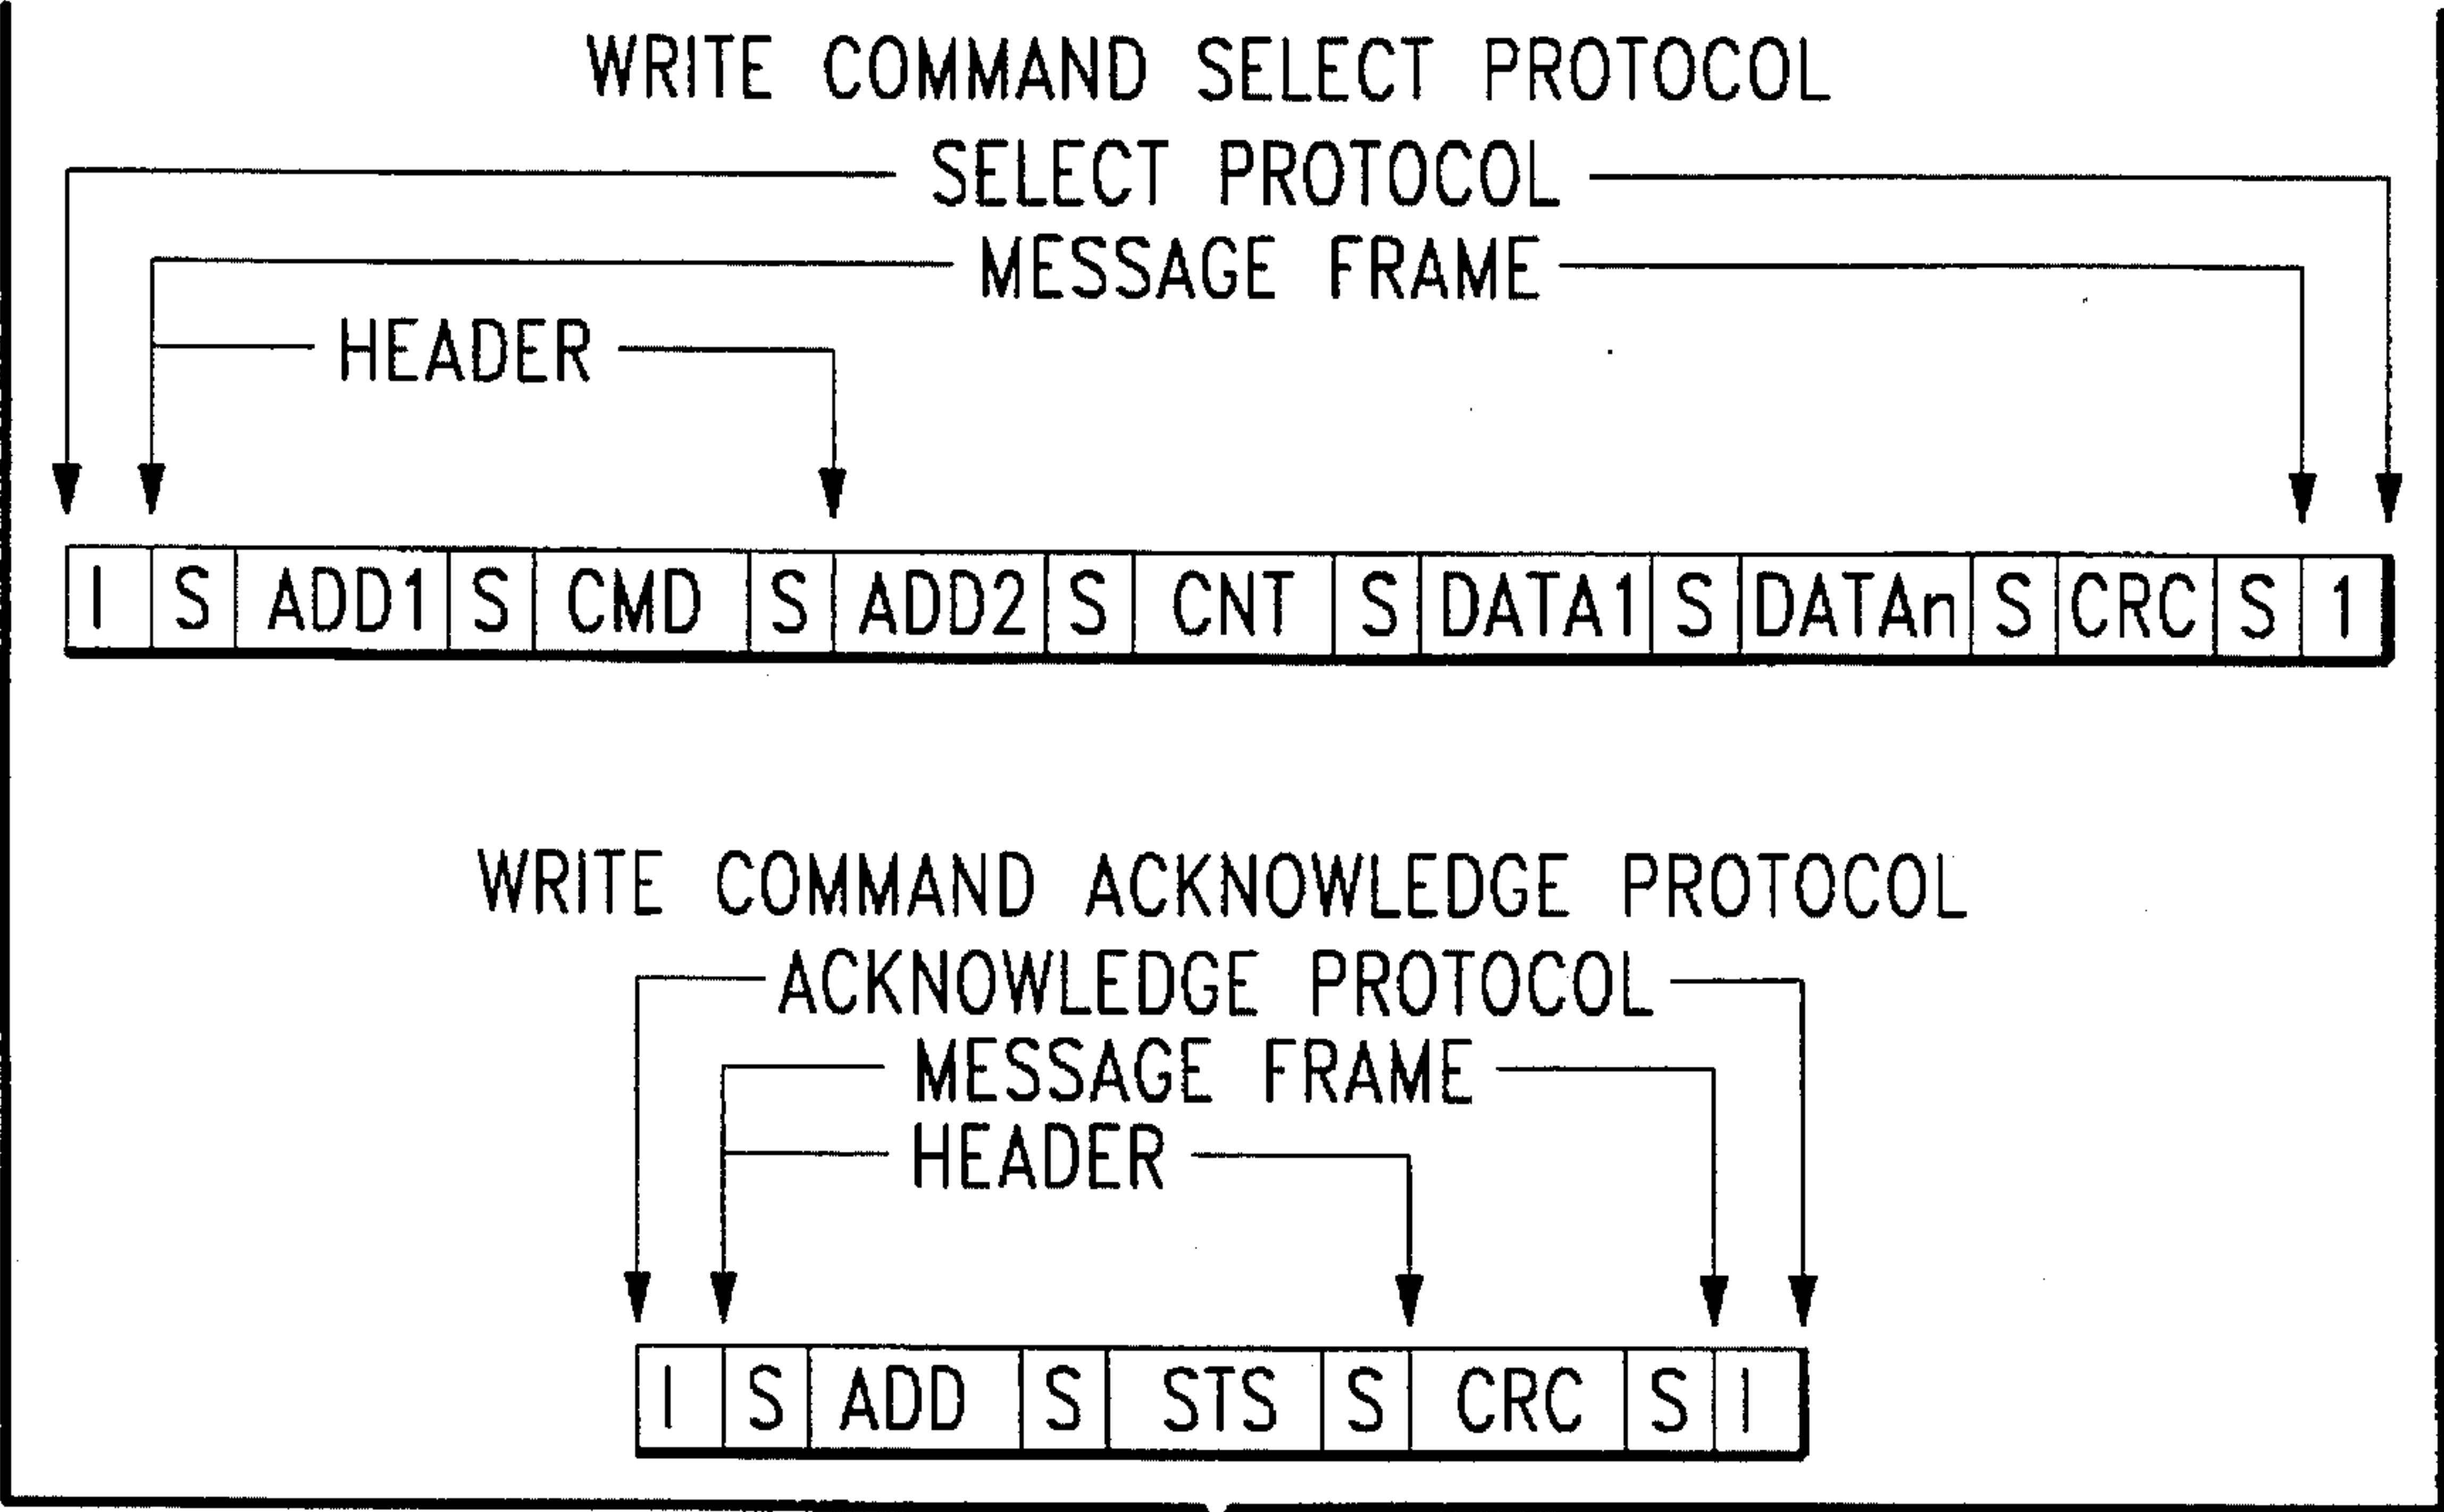 WRITE COMMAND SELECT PROTOCOL
SELECT PROTOCOL
MESSAGE FRAME
HEADER
I S ADD1 S CMD S ADD2 S CNT S DATA1 S DATAn S CRC S 1
WRITE COMMAND ACKNOWLEDGE PROTOCOL
ACKNOWLEDGE PROTOCOL
MESSAGE FRAME
HEADER
I S ADD S STS S CRC S I